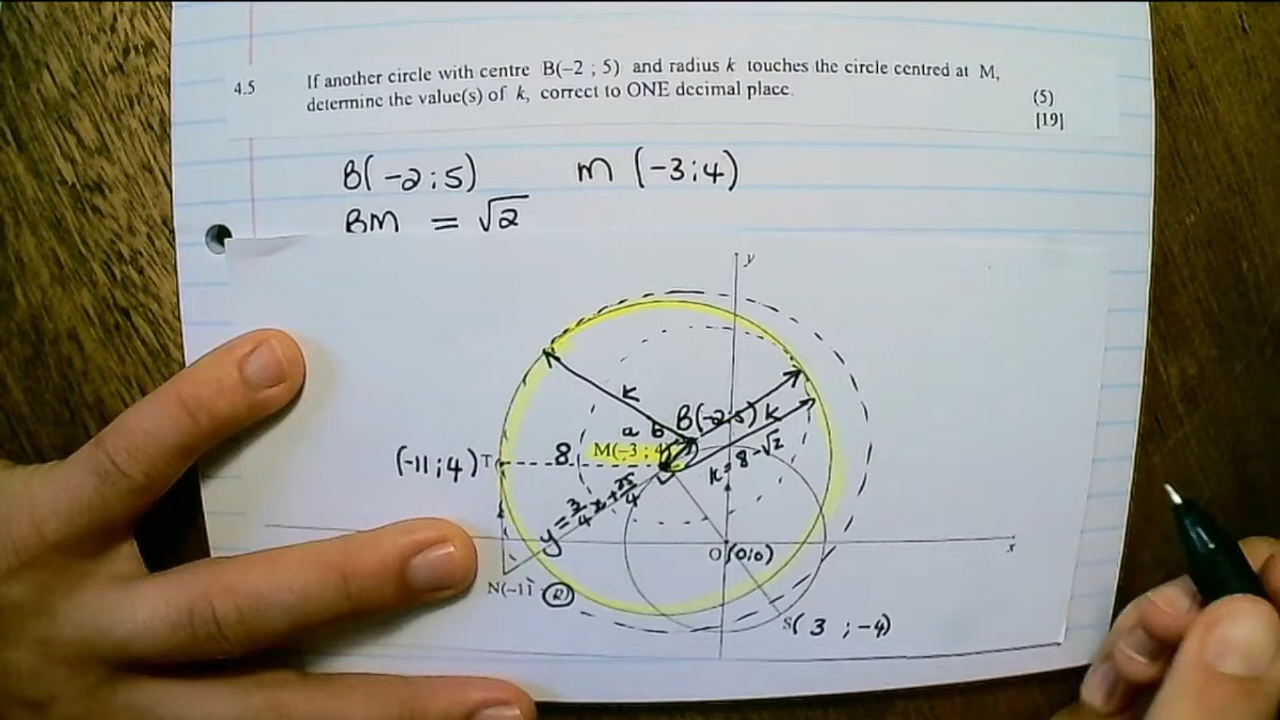 4.5 If another circle with centre B(−2 ; 5) and radius k touches the circle centred at M,
determine the value(s) of k, correct to ONE decimal place. (5)
[19]
B(-2;5) m (-3;4)
BM = √2
y
k
a B B(-2;5) k
(-11;4) T 8 M(−3 ; 4)
k=8-√2
y=3/4x+25/4
O (0;0) x
N(−11
S( 3 ; -4)